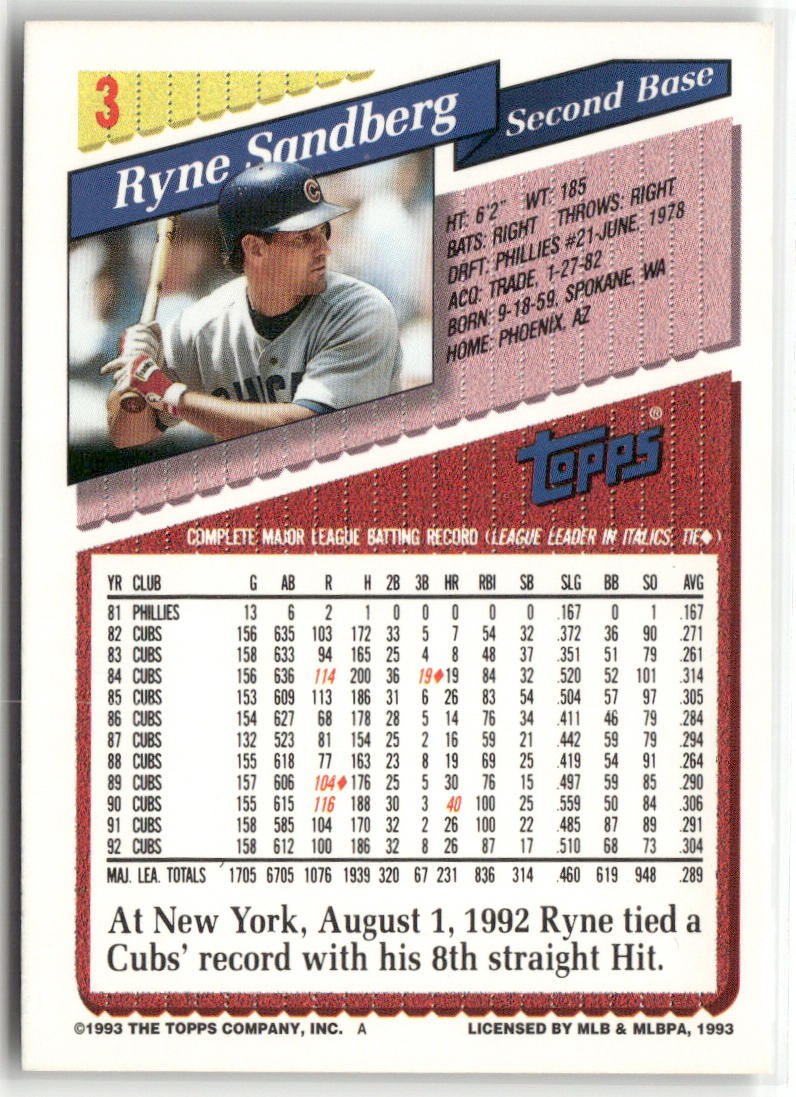 3
Ryne Sandberg
Second Base
HT: 6'2" WT: 185
BATS: RIGHT THROWS: RIGHT
DRFT: PHILLIES #21-JUNE, 1978
ACQ: TRADE, 1-27-82
BORN: 9-18-59, SPOKANE, WA
HOME: PHOENIX, AZ
C
CHICA
topps®
COMPLETE MAJOR LEAGUE BATTING RECORD (LEAGUE LEADER IN ITALICS, TIE♦)
YR CLUB G AB R H 2B 3B HR RBI SB SLG BB SO AVG
81 PHILLIES 13 6 2 1 0 0 0 0 0 .167 0 1 .167
82 CUBS 156 635 103 172 33 5 7 54 32 .372 36 90 .271
83 CUBS 158 633 94 165 25 4 8 48 37 .351 51 79 .261
84 CUBS 156 636 114 200 36 19♦ 19 84 32 .520 52 101 .314
85 CUBS 153 609 113 186 31 6 26 83 54 .504 57 97 .305
86 CUBS 154 627 68 178 28 5 14 76 34 .411 46 79 .284
87 CUBS 132 523 81 154 25 2 16 59 21 .442 59 79 .294
88 CUBS 155 618 77 163 23 8 19 69 25 .419 54 91 .264
89 CUBS 157 606 104♦ 176 25 5 30 76 15 .497 59 85 .290
90 CUBS 155 615 116 188 30 3 40 100 25 .559 50 84 .306
91 CUBS 158 585 104 170 32 2 26 100 22 .485 87 89 .291
92 CUBS 158 612 100 186 32 8 26 87 17 .510 68 73 .304
MAJ. LEA. TOTALS 1705 6705 1076 1939 320 67 231 836 314 .460 619 948 .289
At New York, August 1, 1992 Ryne tied a
Cubs' record with his 8th straight Hit.
©1993 THE TOPPS COMPANY, INC. A
LICENSED BY MLB & MLBPA, 1993